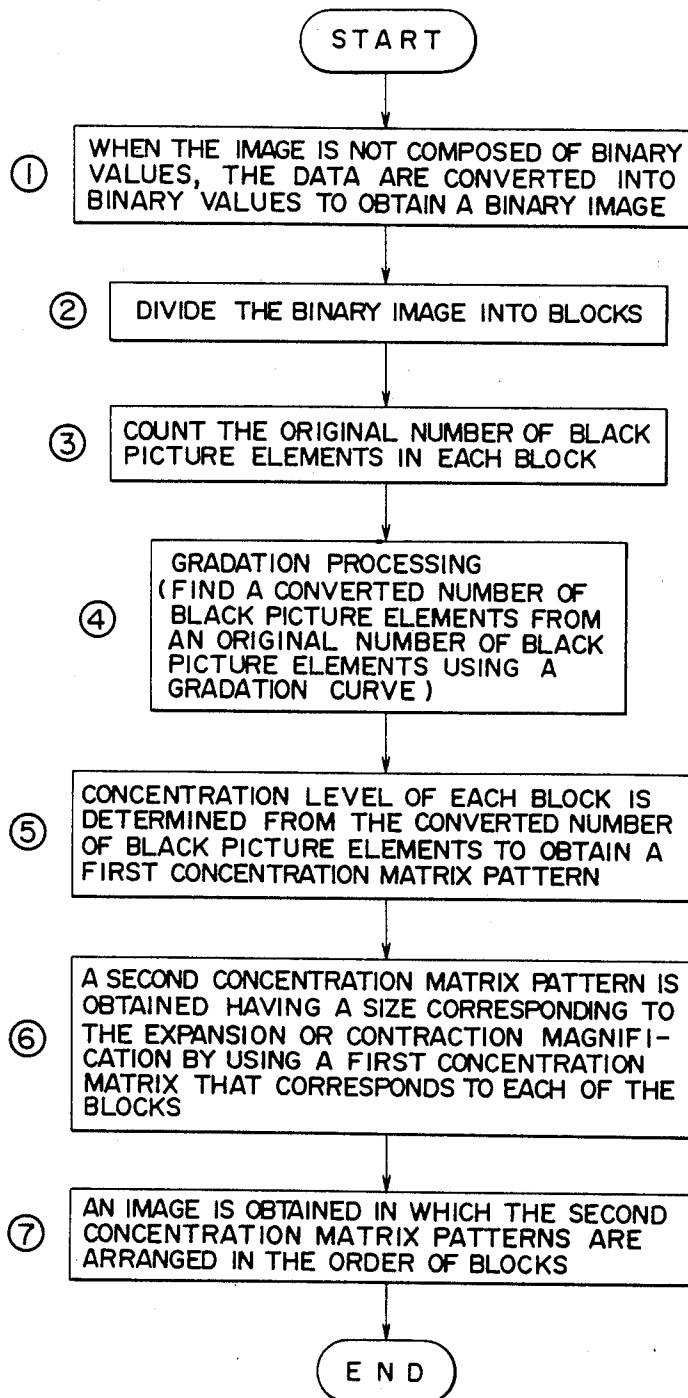 START
① WHEN THE IMAGE IS NOT COMPOSED OF BINARY
VALUES, THE DATA ARE CONVERTED INTO
BINARY VALUES TO OBTAIN A BINARY IMAGE
② DIVIDE THE BINARY IMAGE INTO BLOCKS
③ COUNT THE ORIGINAL NUMBER OF BLACK
PICTURE ELEMENTS IN EACH BLOCK
④ GRADATION PROCESSING
(FIND A CONVERTED NUMBER OF
BLACK PICTURE ELEMENTS FROM
AN ORIGINAL NUMBER OF BLACK
PICTURE ELEMENTS USING A
GRADATION CURVE)
⑤ CONCENTRATION LEVEL OF EACH BLOCK IS
DETERMINED FROM THE CONVERTED NUMBER
OF BLACK PICTURE ELEMENTS TO OBTAIN A
FIRST CONCENTRATION MATRIX PATTERN
⑥ A SECOND CONCENTRATION MATRIX PATTERN IS
OBTAINED HAVING A SIZE CORRESPONDING TO
THE EXPANSION OR CONTRACTION MAGNIFI-
CATION BY USING A FIRST CONCENTRATION
MATRIX THAT CORRESPONDS TO EACH OF THE
BLOCKS
⑦ AN IMAGE IS OBTAINED IN WHICH THE SECOND
CONCENTRATION MATRIX PATTERNS ARE
ARRANGED IN THE ORDER OF BLOCKS
END